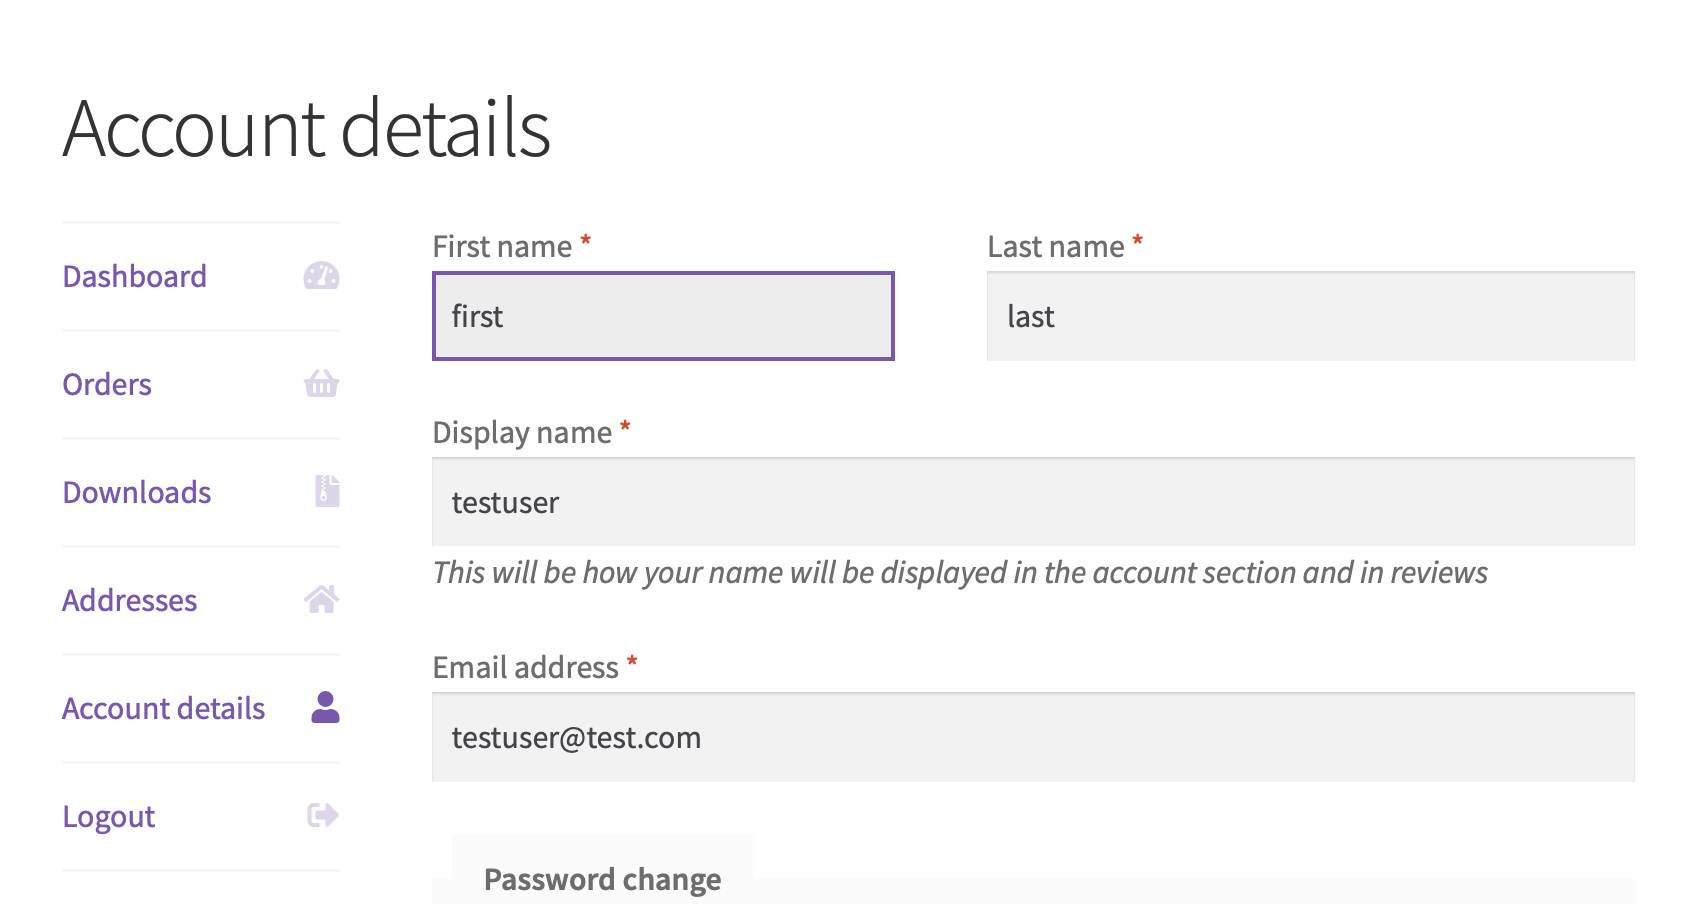 Account details
Dashboard
Orders
Downloads
Addresses
Account details
Logout
First name *
first
Last name *
last
Display name *
testuser
This will be how your name will be displayed in the account section and in reviews
Email address *
testuser@test.com
Password change